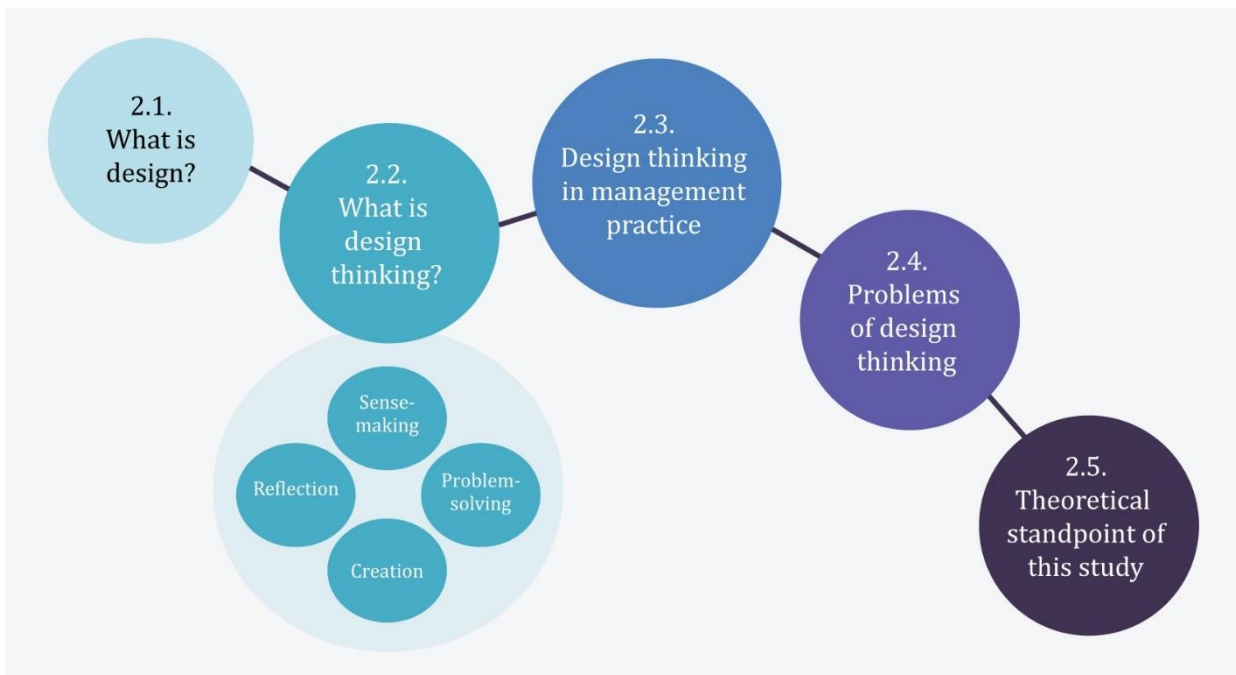 2.1.
What is
design?
2.2.
What is
design
thinking?
2.3.
Design thinking
in management
practice
2.4.
Problems
of design
thinking
2.5.
Theoretical
standpoint of
this study
Sense-
making
Reflection
Problem-
solving
Creation